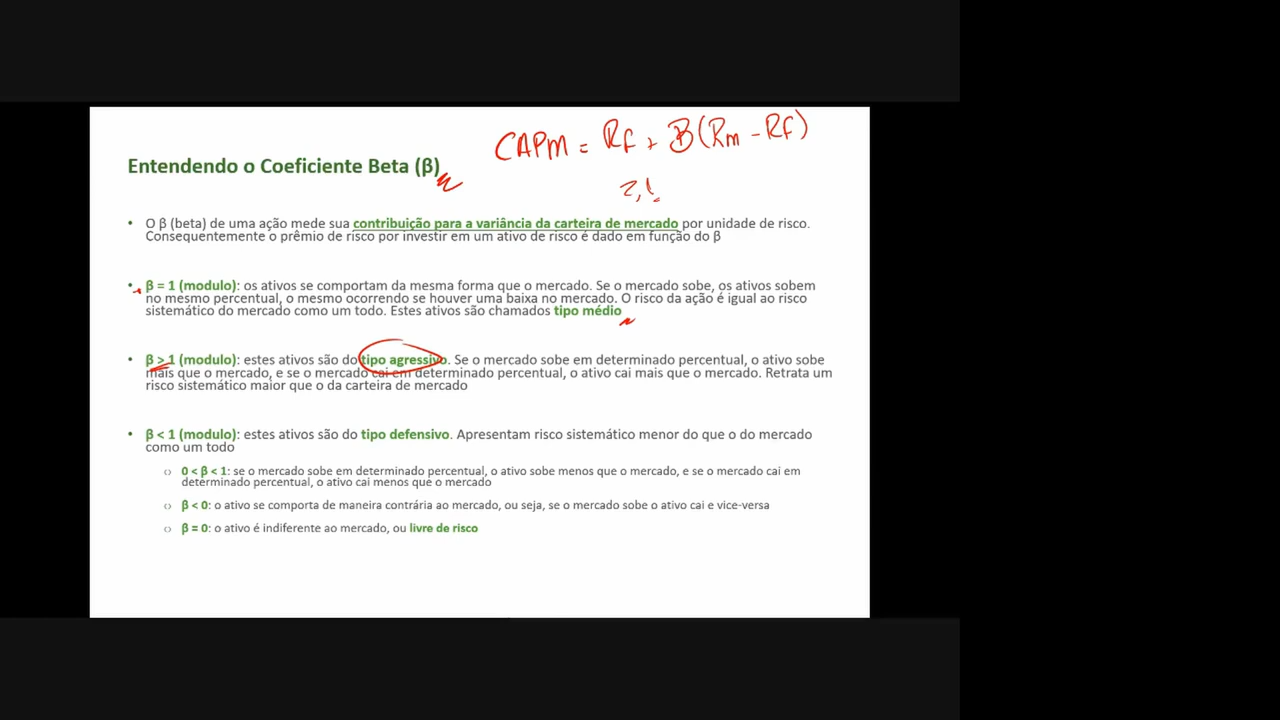 CAPM = Rf + B(Rm - Rf)
Entendendo o Coeficiente Beta (β)
2,1
• O β (beta) de uma ação mede sua contribuição para a variância da carteira de mercado por unidade de risco.
Consequentemente o prêmio de risco por investir em um ativo de risco é dado em função do β
• β = 1 (modulo): os ativos se comportam da mesma forma que o mercado. Se o mercado sobe, os ativos sobem
no mesmo percentual, o mesmo ocorrendo se houver uma baixa no mercado. O risco da ação é igual ao risco
sistemático do mercado como um todo. Estes ativos são chamados tipo médio
• β > 1 (modulo): estes ativos são do tipo agressivo. Se o mercado sobe em determinado percentual, o ativo sobe
mais que o mercado, e se o mercado cai em determinado percentual, o ativo cai mais que o mercado. Retrata um
risco sistemático maior que o da carteira de mercado
• β < 1 (modulo): estes ativos são do tipo defensivo. Apresentam risco sistemático menor do que o do mercado
como um todo
0 < β < 1: se o mercado sobe em determinado percentual, o ativo sobe menos que o mercado, e se o mercado cai em
determinado percentual, o ativo cai menos que o mercado
β < 0: o ativo se comporta de maneira contrária ao mercado, ou seja, se o mercado sobe o ativo cai e vice-versa
β = 0: o ativo é indiferente ao mercado, ou livre de risco